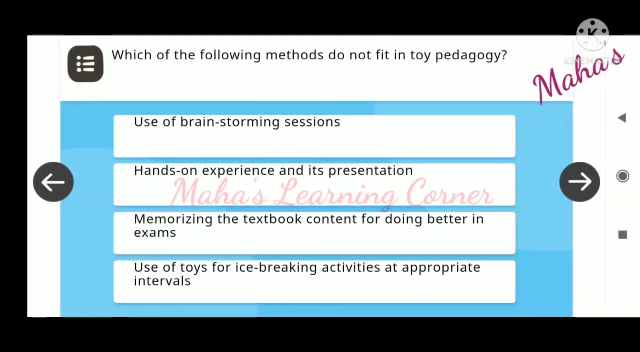 Which of the following methods do not fit in toy pedagogy?
Maha's
Use of brain-storming sessions
Hands-on experience and its presentation
Maha's Learning Corner
Memorizing the textbook content for doing better in
exams
Use of toys for ice-breaking activities at appropriate
intervals